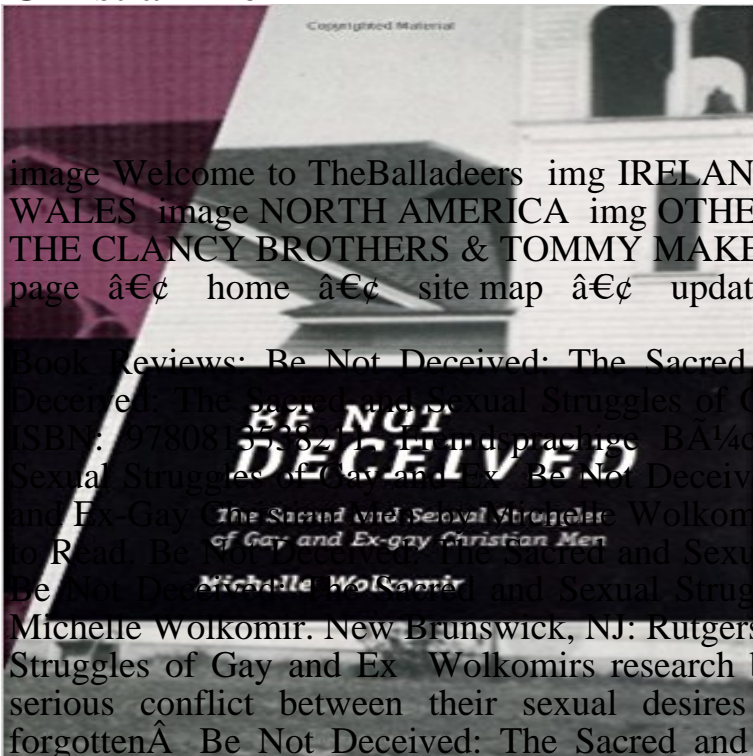 Copyrighted Material
image Welcome to TheBalladeers img IRELAN
WALES image NORTH AMERICA img OTHE
THE CLANCY BROTHERS & TOMMY MAKE
page â€¢ home â€¢ site map â€¢ updat
Book Reviews: Be Not Deceived: The Sacred
Deceived: The Sacred and Sexual Struggles of
BE NOT
ISBN: 9780813538211 Fremdsprachige BÃ¼
DECEIVED
Sexual Struggles of Gay and Ex Be Not Deceiv
and Ex-Gay Christian Men by Michelle Wolkom
The Sacred and Sexual Struggles
of Gay and Ex-gay Christian Men
to Read. Be Not Deceived: The Sacred and Sexu
Be Not Deceived: The Sacred and Sexual Strug
Michelle Wolkomir
Michelle Wolkomir. New Brunswick, NJ: Rutgers
Struggles of Gay and Ex Wolkomirs research b
serious conflict between their sexual desires
forgottenÂ Be Not Deceived: The Sacred and